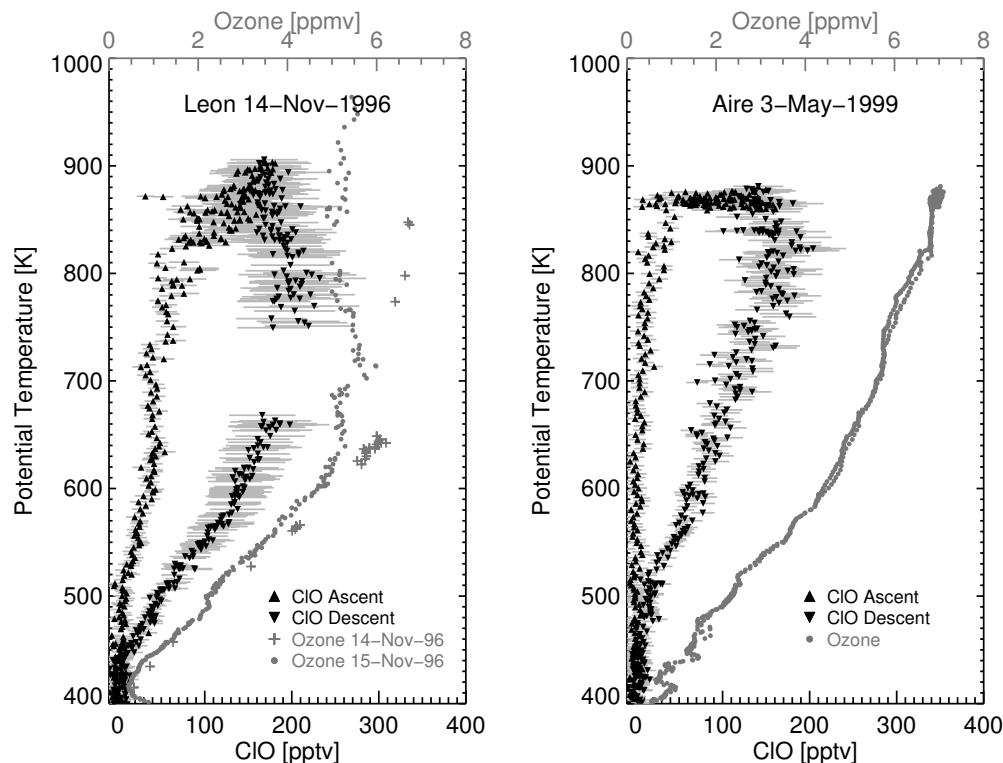 Ozone [ppmv]
0 2 4 6 8
1000
900
800
700
600
500
400
Potential Temperature [K]
Leon 14−Nov−1996
ClO Ascent
ClO Descent
Ozone 14−Nov−96
Ozone 15−Nov−96
0 100 200 300 400
ClO [pptv]
Ozone [ppmv]
0 2 4 6 8
1000
900
800
700
600
500
400
Potential Temperature [K]
Aire 3−May−1999
ClO Ascent
ClO Descent
Ozone
0 100 200 300 400
ClO [pptv]